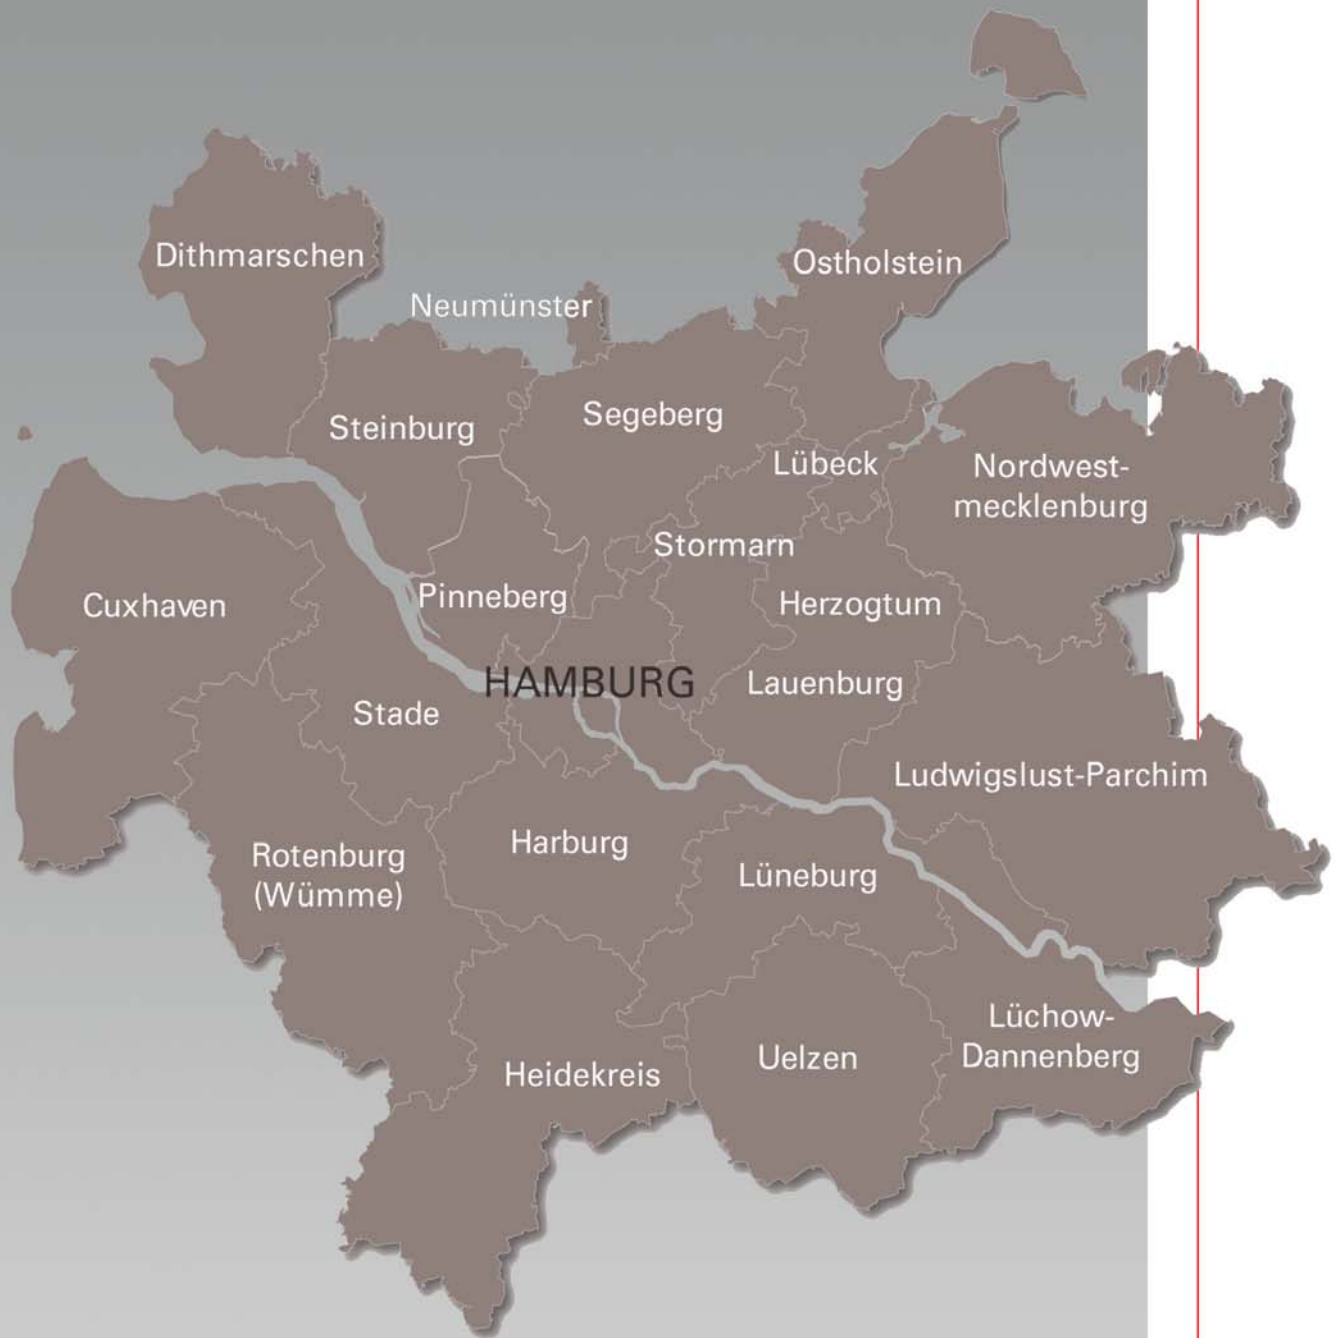 Dithmarschen
Ostholstein
Neumünster
Segeberg
Steinburg
Lübeck
Nordwest-
mecklenburg
Stormarn
Pinneberg
Cuxhaven
Herzogtum
Lauenburg
HAMBURG
Stade
Ludwigslust-Parchim
Harburg
Rotenburg
(Wümme)
Lüneburg
Lüchow-
Dannenberg
Uelzen
Heidekreis